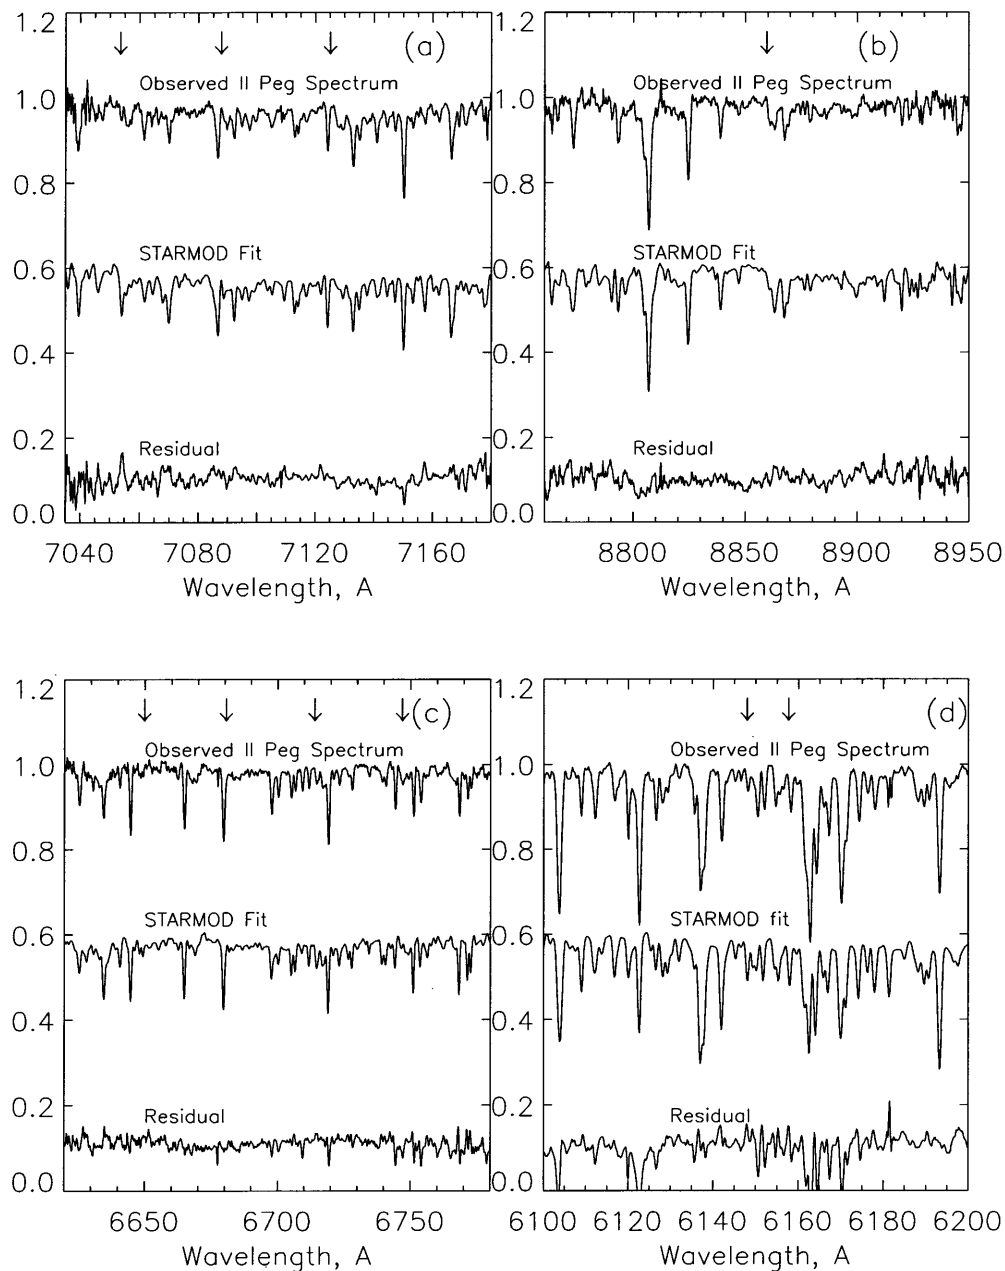 1.2
1.0
0.8
0.6
0.4
0.2
0.0
(a)
Observed II Peg Spectrum
STARMOD Fit
Residual
7040 7080 7120 7160
Wavelength, A
1.2
1.0
0.8
0.6
0.4
0.2
0.0
(b)
Observed II Peg Spectrum
STARMOD Fit
Residual
8800 8850 8900 8950
Wavelength, A
1.2
1.0
0.8
0.6
0.4
0.2
0.0
(c)
Observed II Peg Spectrum
STARMOD Fit
Residual
6650 6700 6750
Wavelength, A
1.2
1.0
0.8
0.6
0.4
0.2
0.0
(d)
Observed II Peg Spectrum
STARMOD fit
Residual
6100 6120 6140 6160 6180 6200
Wavelength, A